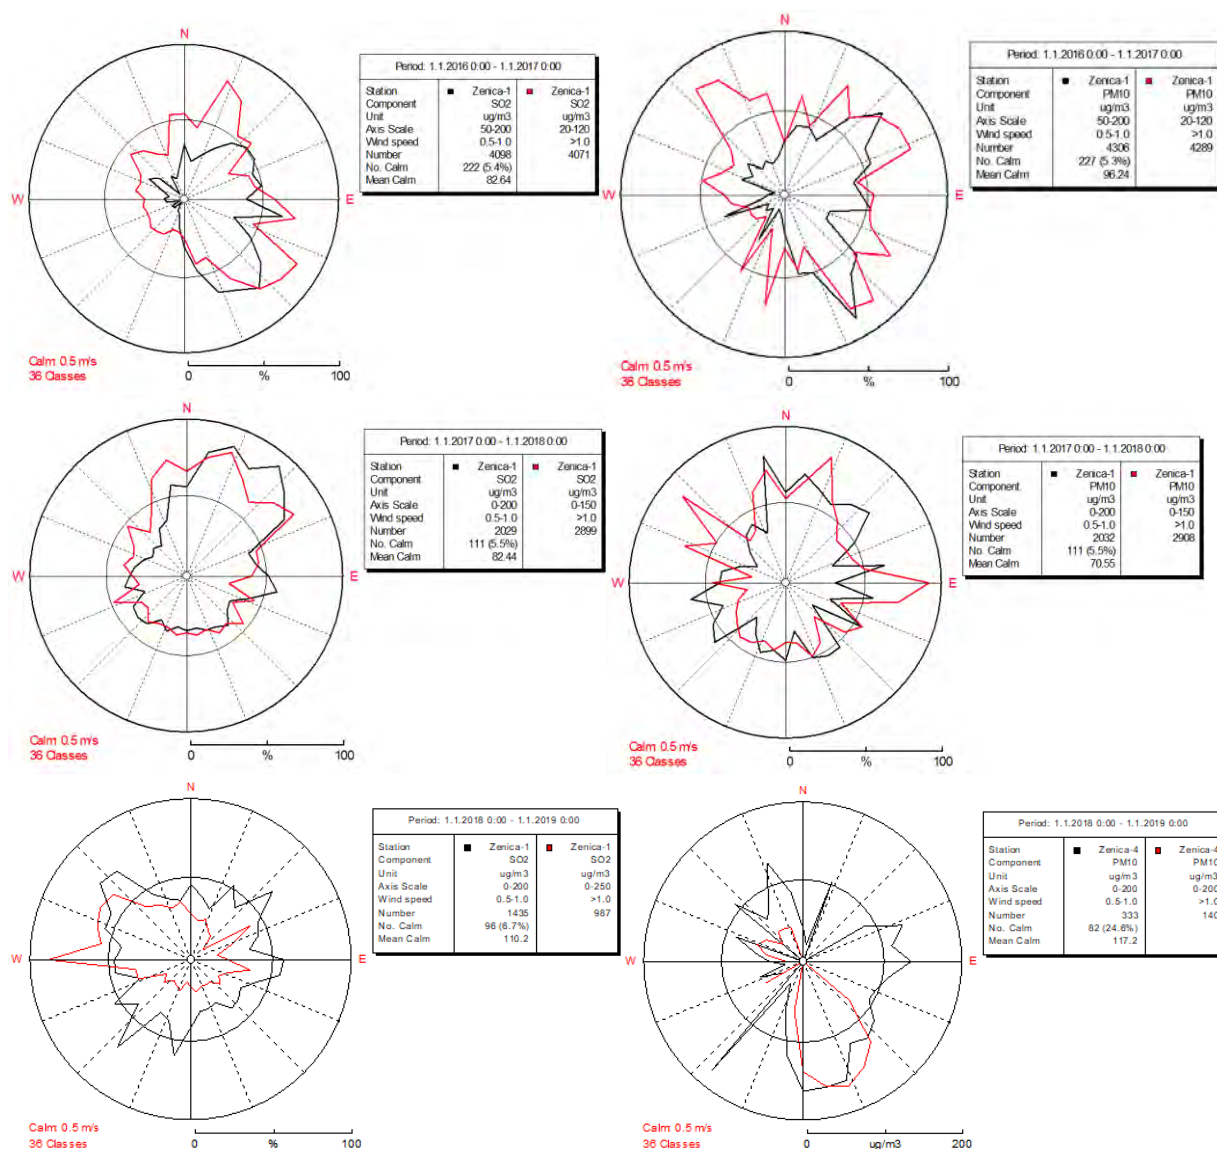 N
W
E
Calm 0.5 m/s
36 Classes
0 % 100
Period: 1.1.2016 0:00 - 1.1.2017 0:00
Station Zenica-1 Zenica-1
Component SO2 SO2
Unit ug/m3 ug/m3
Axis Scale 50-200 20-120
Wind speed 0.5-1.0 >1.0
Number 4098 4071
No. Calm 222 (5.4%)
Mean Calm 82.64
N
W
E
Calm 0.5 m/s
36 Classes
0 % 100
Period: 1.1.2016 0:00 - 1.1.2017 0:00
Station Zenica-1 Zenica-1
Component PM10 PM10
Unit ug/m3 ug/m3
Axis Scale 50-200 20-120
Wind speed 0.5-1.0 >1.0
Number 4306 4289
No. Calm 227 (5.3%)
Mean Calm 96.24
N
W
E
Calm 0.5 m/s
36 Classes
0 % 100
Period: 1.1.2017 0:00 - 1.1.2018 0:00
Station Zenica-1 Zenica-1
Component SO2 SO2
Unit ug/m3 ug/m3
Axis Scale 0-200 0-150
Wind speed 0.5-1.0 >1.0
Number 2029 2899
No. Calm 111 (5.5%)
Mean Calm 82.44
N
W
E
Calm 0.5 m/s
36 Classes
0 % 100
Period: 1.1.2017 0:00 - 1.1.2018 0:00
Station Zenica-1 Zenica-1
Component PM10 PM10
Unit ug/m3 ug/m3
Axis Scale 0-200 0-150
Wind speed 0.5-1.0 >1.0
Number 2032 2908
No. Calm 111 (5.5%)
Mean Calm 70.55
N
W
E
Calm 0.5 m/s
36 Classes
0 % 100
Period: 1.1.2018 0:00 - 1.1.2019 0:00
Station Zenica-1 Zenica-1
Component SO2 SO2
Unit ug/m3 ug/m3
Axis Scale 0-200 0-250
Wind speed 0.5-1.0 >1.0
Number 1435 987
No. Calm 96 (6.7%)
Mean Calm 110.2
N
W
E
Calm 0.5 m/s
36 Classes
0 ug/m3 200
Period: 1.1.2018 0:00 - 1.1.2019 0:00
Station Zenica-4 Zenica-4
Component PM10 PM10
Unit ug/m3 ug/m3
Axis Scale 0-200 0-200
Wind speed 0.5-1.0 >1.0
Number 333 140
No. Calm 82 (24.6%)
Mean Calm 117.2